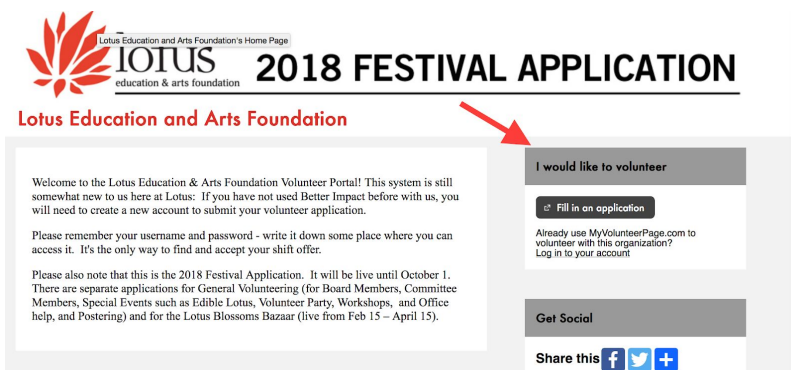 Lotus Education and Arts Foundation's Home Page
lotus
education & arts foundation
2018 FESTIVAL APPLICATION
Lotus Education and Arts Foundation
Welcome to the Lotus Education & Arts Foundation Volunteer Portal! This system is still
somewhat new to us here at Lotus:  If you have not used Better Impact before with us, you
will need to create a new account to submit your volunteer application.
Please remember your username and password - write it down some place where you can
access it.  It's the only way to find and accept your shift offer.
Please also note that this is the 2018 Festival Application.  It will be live until October 1.
There are separate applications for General Volunteering (for Board Members, Committee
Members, Special Events such as Edible Lotus, Volunteer Party, Workshops,  and Office
help, and Postering) and for the Lotus Blossoms Bazaar (live from Feb 15 – April 15).
I would like to volunteer
Fill in an application
Already use MyVolunteerPage.com to
volunteer with this organization?
Log in to your account
Get Social
Share this